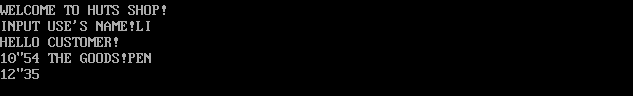 WELCOME TO HUTS SHOP!
INPUT USE'S NAME!LI
HELLO CUSTOMER!
10"54 THE GOODS!PEN
12"35